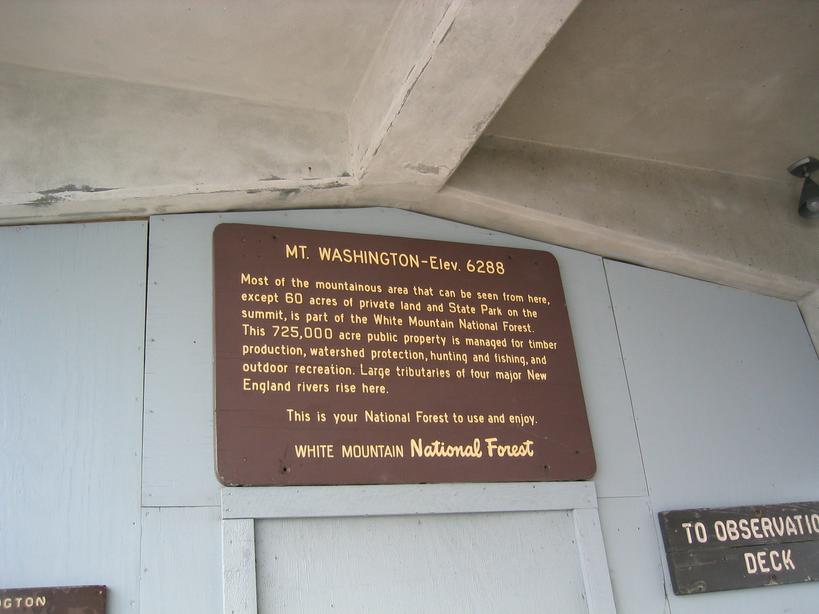 MT. WASHINGTON-Elev. 6288
Most of the mountainous area that can be seen from here,
except 60 acres of private land and State Park on the
summit, is part of the White Mountain National Forest.
This 725,000 acre public property is managed for timber
production, watershed protection, hunting and fishing, and
outdoor recreation. Large tributaries of four major New
England rivers rise here.
This is your National Forest to use and enjoy.
WHITE MOUNTAIN National Forest
TO OBSERVATIO
DECK
NGTON